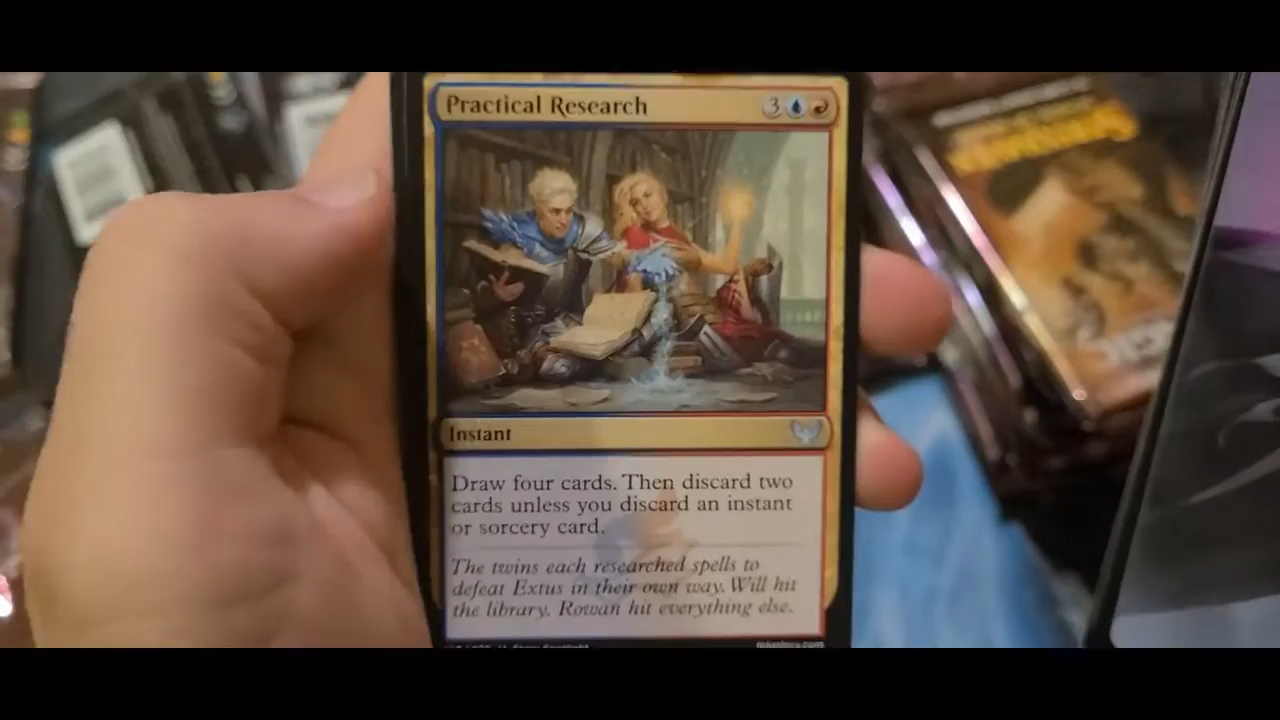 Practical Research 3
Instant
Draw four cards. Then discard two
cards unless you discard an instant
or sorcery card.
The twins each researched spells to
defeat Extus in their own way. Will hit
the library. Rowan hit everything else.